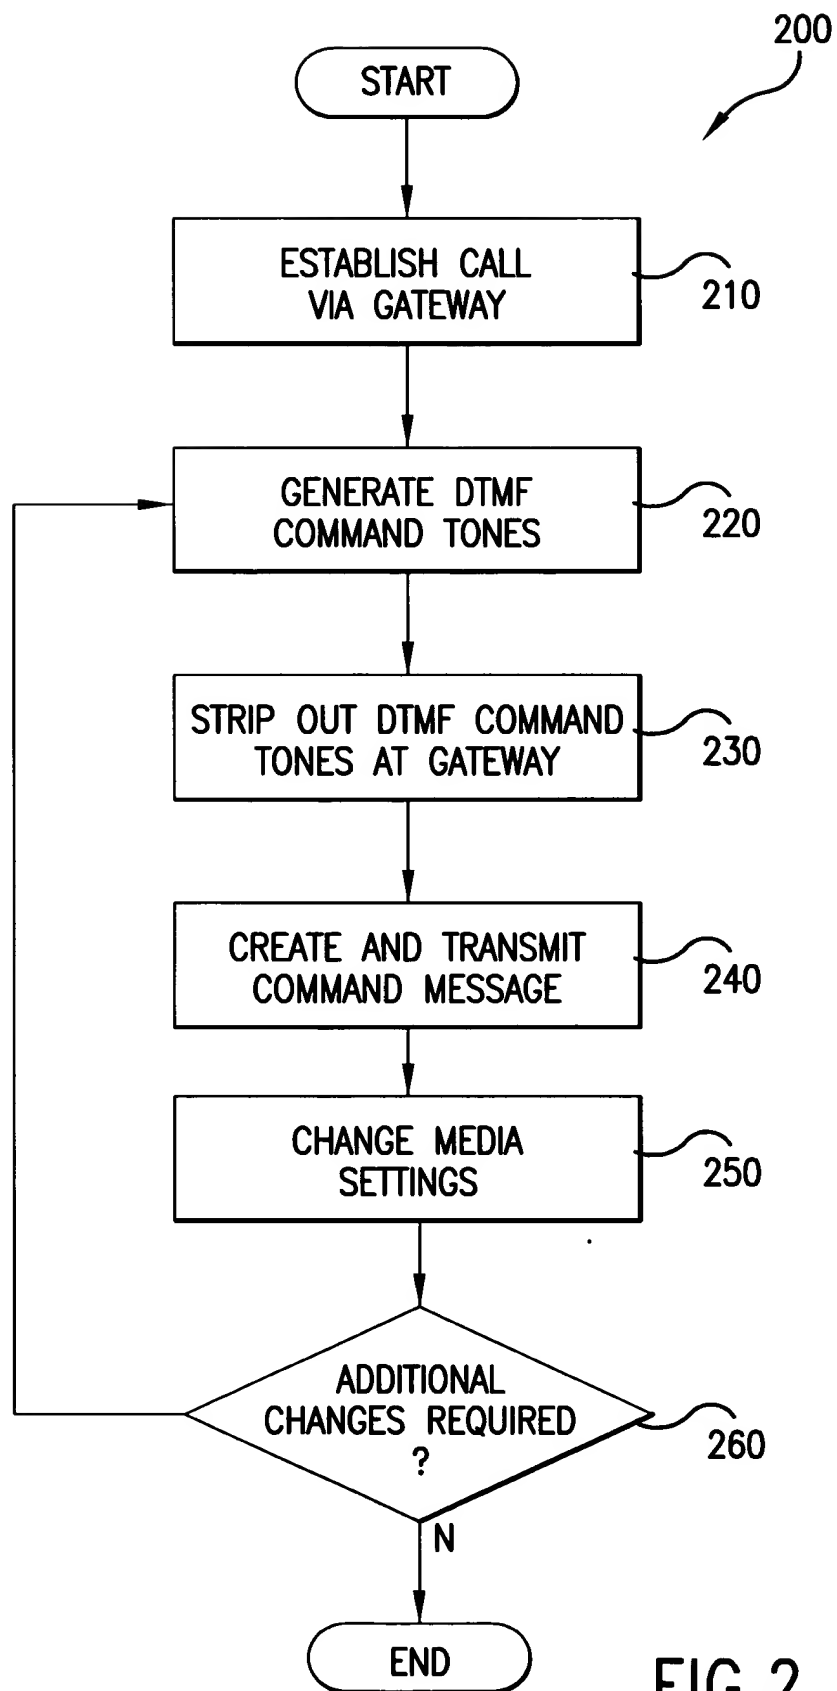 200
START
ESTABLISH CALL
VIA GATEWAY
210
GENERATE DTMF
COMMAND TONES
220
STRIP OUT DTMF COMMAND
TONES AT GATEWAY
230
CREATE AND TRANSMIT
COMMAND MESSAGE
240
CHANGE MEDIA
SETTINGS
250
ADDITIONAL
CHANGES REQUIRED
?
260
N
END
FIG.2